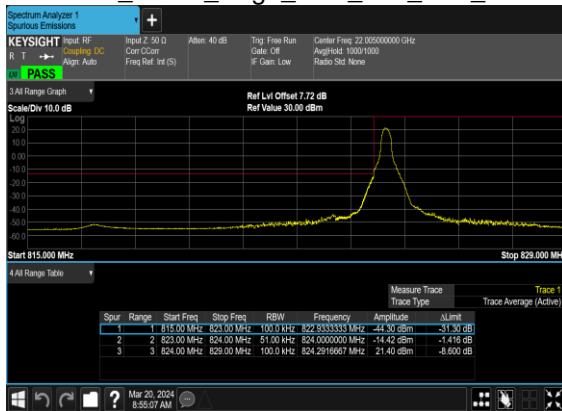 Spectrum Analyzer 1
Spurious Emissions
KEYSIGHT Input: RF Input Z: 50 Ω Atten: 40 dB Trig: Free Run Center Freq: 22.005000000 GHz
R T Coupling: DC Corr CCorr Gate: Off Avg|Hold: 1000/1000
Align: Auto Freq Ref: Int (S) IF Gain: Low Radio Std: None
PASS
3 All Range Graph
Ref Lvl Offset 7.72 dB
Scale/Div 10.0 dB Ref Value 30.00 dBm
Log
20.0
10.0
0.00
-10.0
-20.0
-30.0
-40.0
-50.0
-60.0
Start 815.000 MHz Stop 829.000 MH
4 All Range Table
Measure Trace Trace 1
Trace Type Trace Average (Active)
Spur Range Start Freq Stop Freq RBW Frequency Amplitude ΔLimit
1 1 815.00 MHz 823.00 MHz 100.0 kHz 822.9333333 MHz -44.30 dBm -31.30 dB
2 2 823.00 MHz 824.00 MHz 51.00 kHz 824.0000000 MHz -14.42 dBm -1.416 dB
3 3 824.00 MHz 829.00 MHz 100.0 kHz 824.2916667 MHz 21.40 dBm -8.600 dB
? Mar 20, 2024
8:55:07 AM